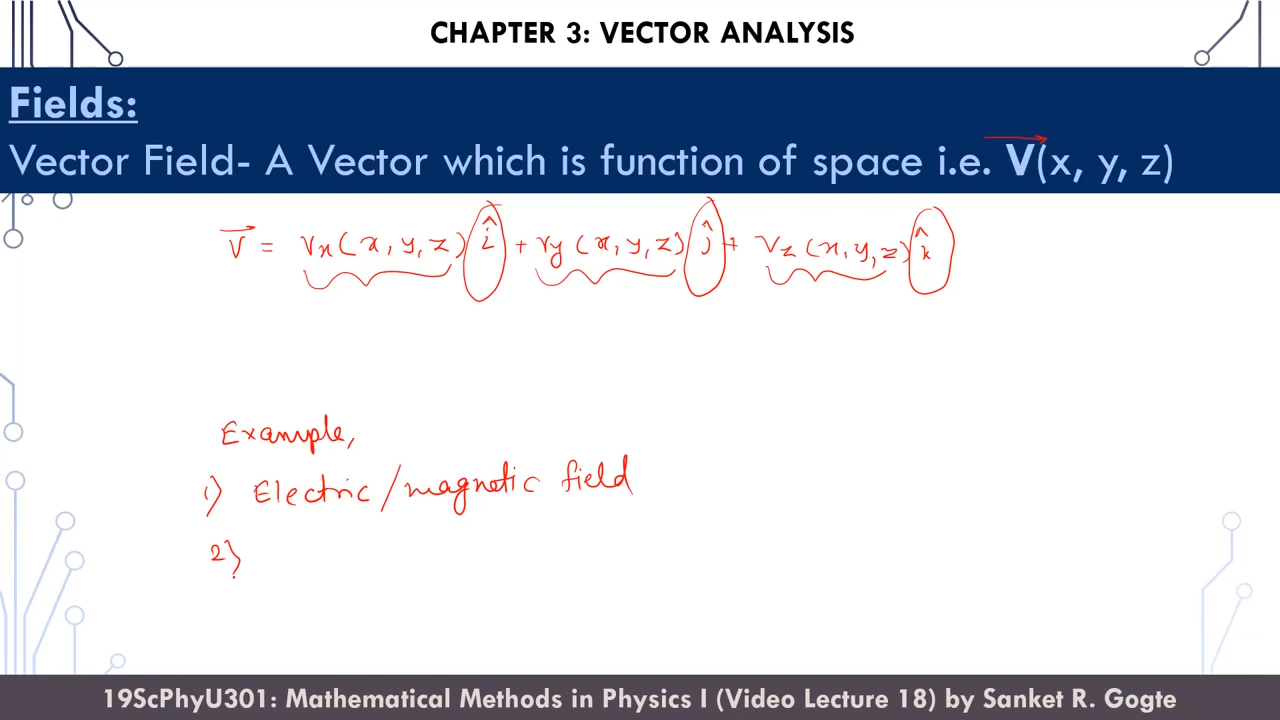 CHAPTER 3: VECTOR ANALYSIS
Fields:
Vector Field- A Vector which is function of space i.e. V(x, y, z)
V⃗ = Vx(x, y, z) î + Vy(x, y, z) ĵ + Vz(x, y, z) k̂
Example,
1) Electric/magnetic field
2)
19ScPhyU301: Mathematical Methods in Physics I (Video Lecture 18) by Sanket R. Gogte